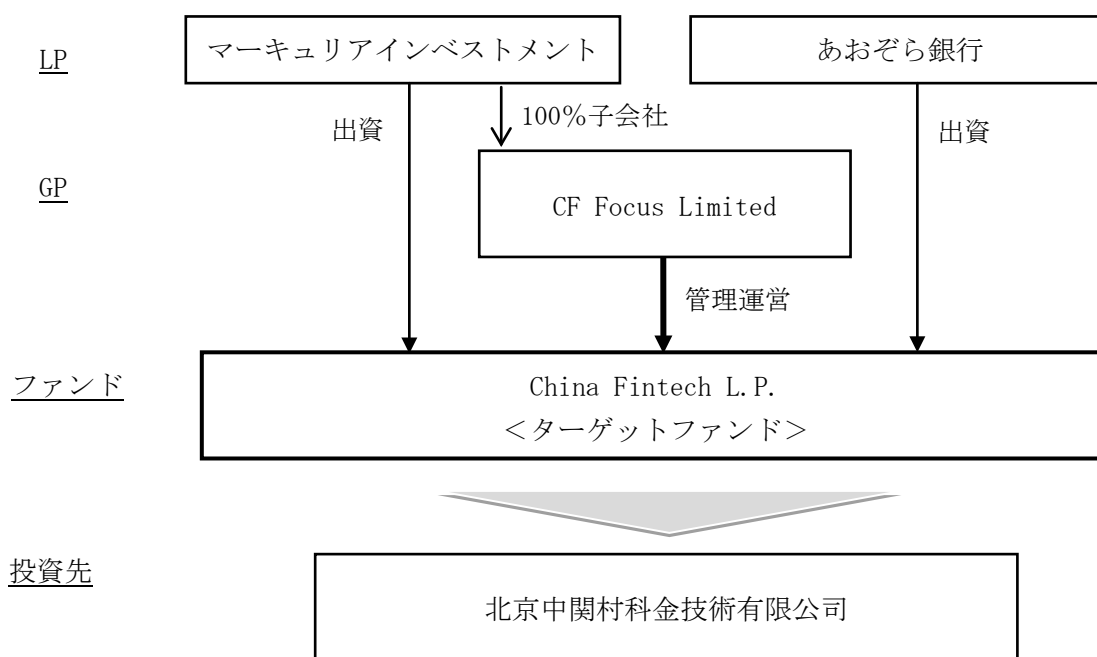 LP
マーキュリアインベストメント
あおぞら銀行
出資
100%子会社
出資
GP
CF Focus Limited
管理運営
ファンド
China Fintech L.P.
＜ターゲットファンド＞
投資先
北京中関村科金技術有限公司